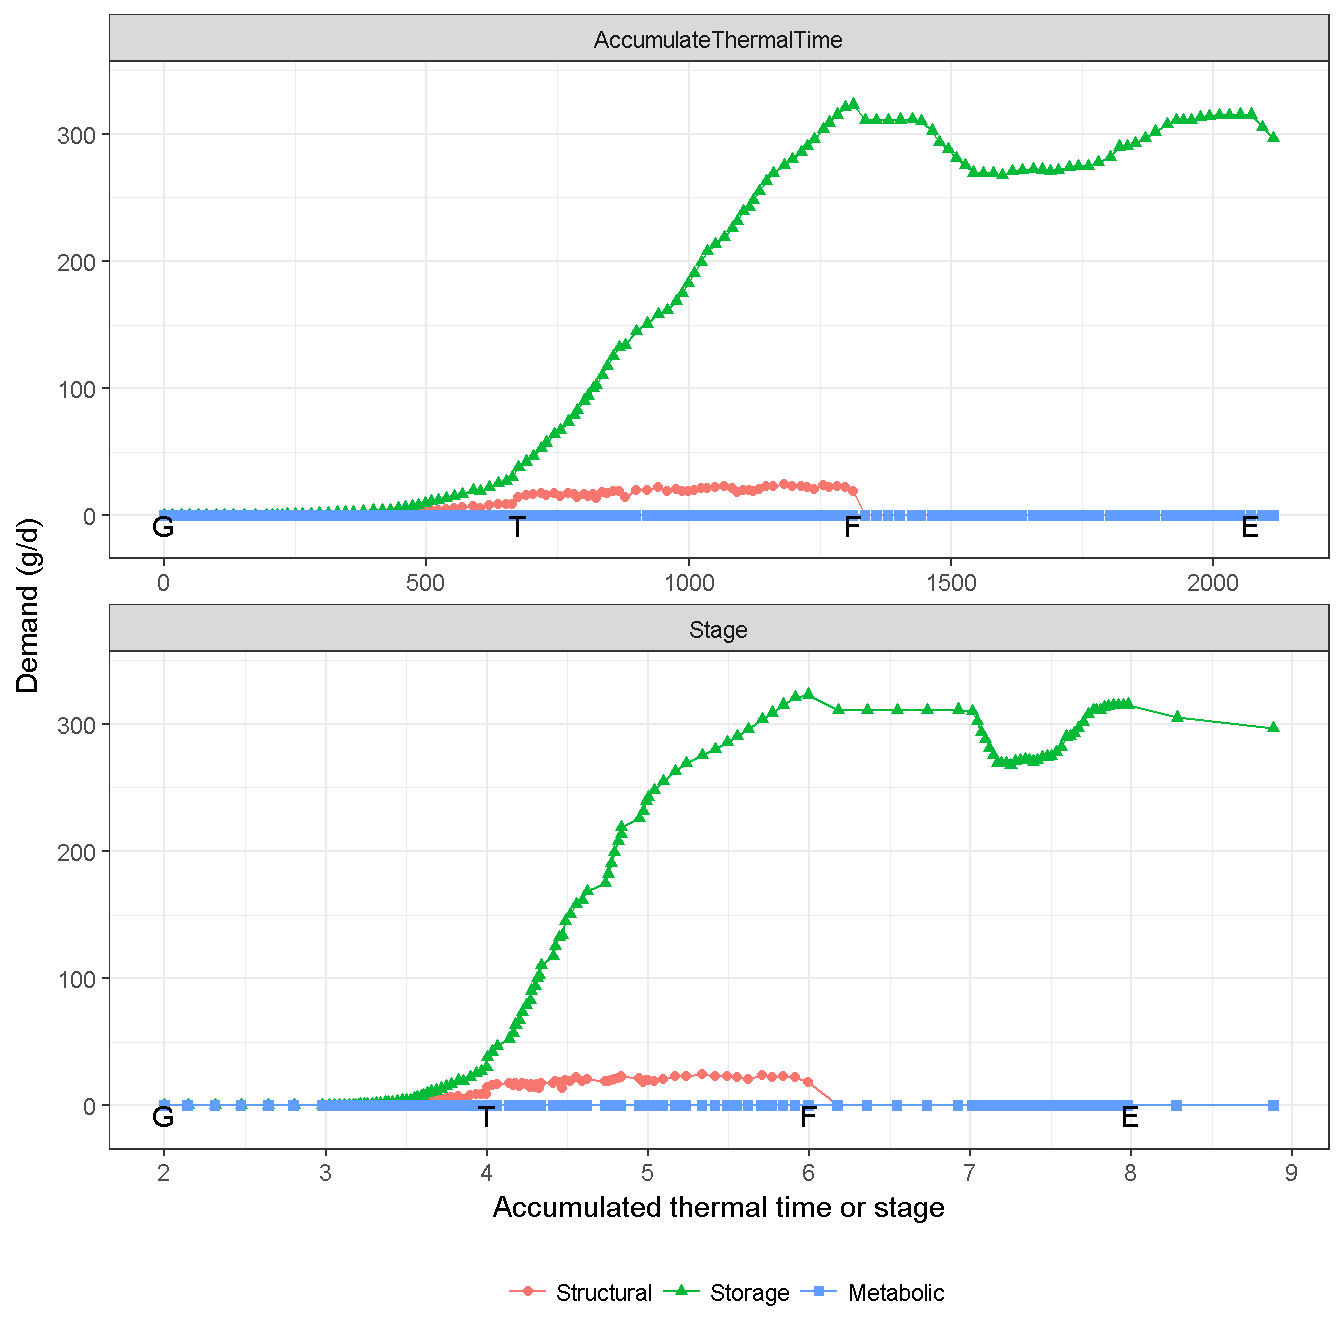 AccumulateThermalTime
300
200
100
0
G T F E
0 500 1000 1500 2000
Demand (g/d)
Stage
300
200
100
0
G T F E
2 3 4 5 6 7 8 9
Accumulated thermal time or stage
Structural Storage Metabolic